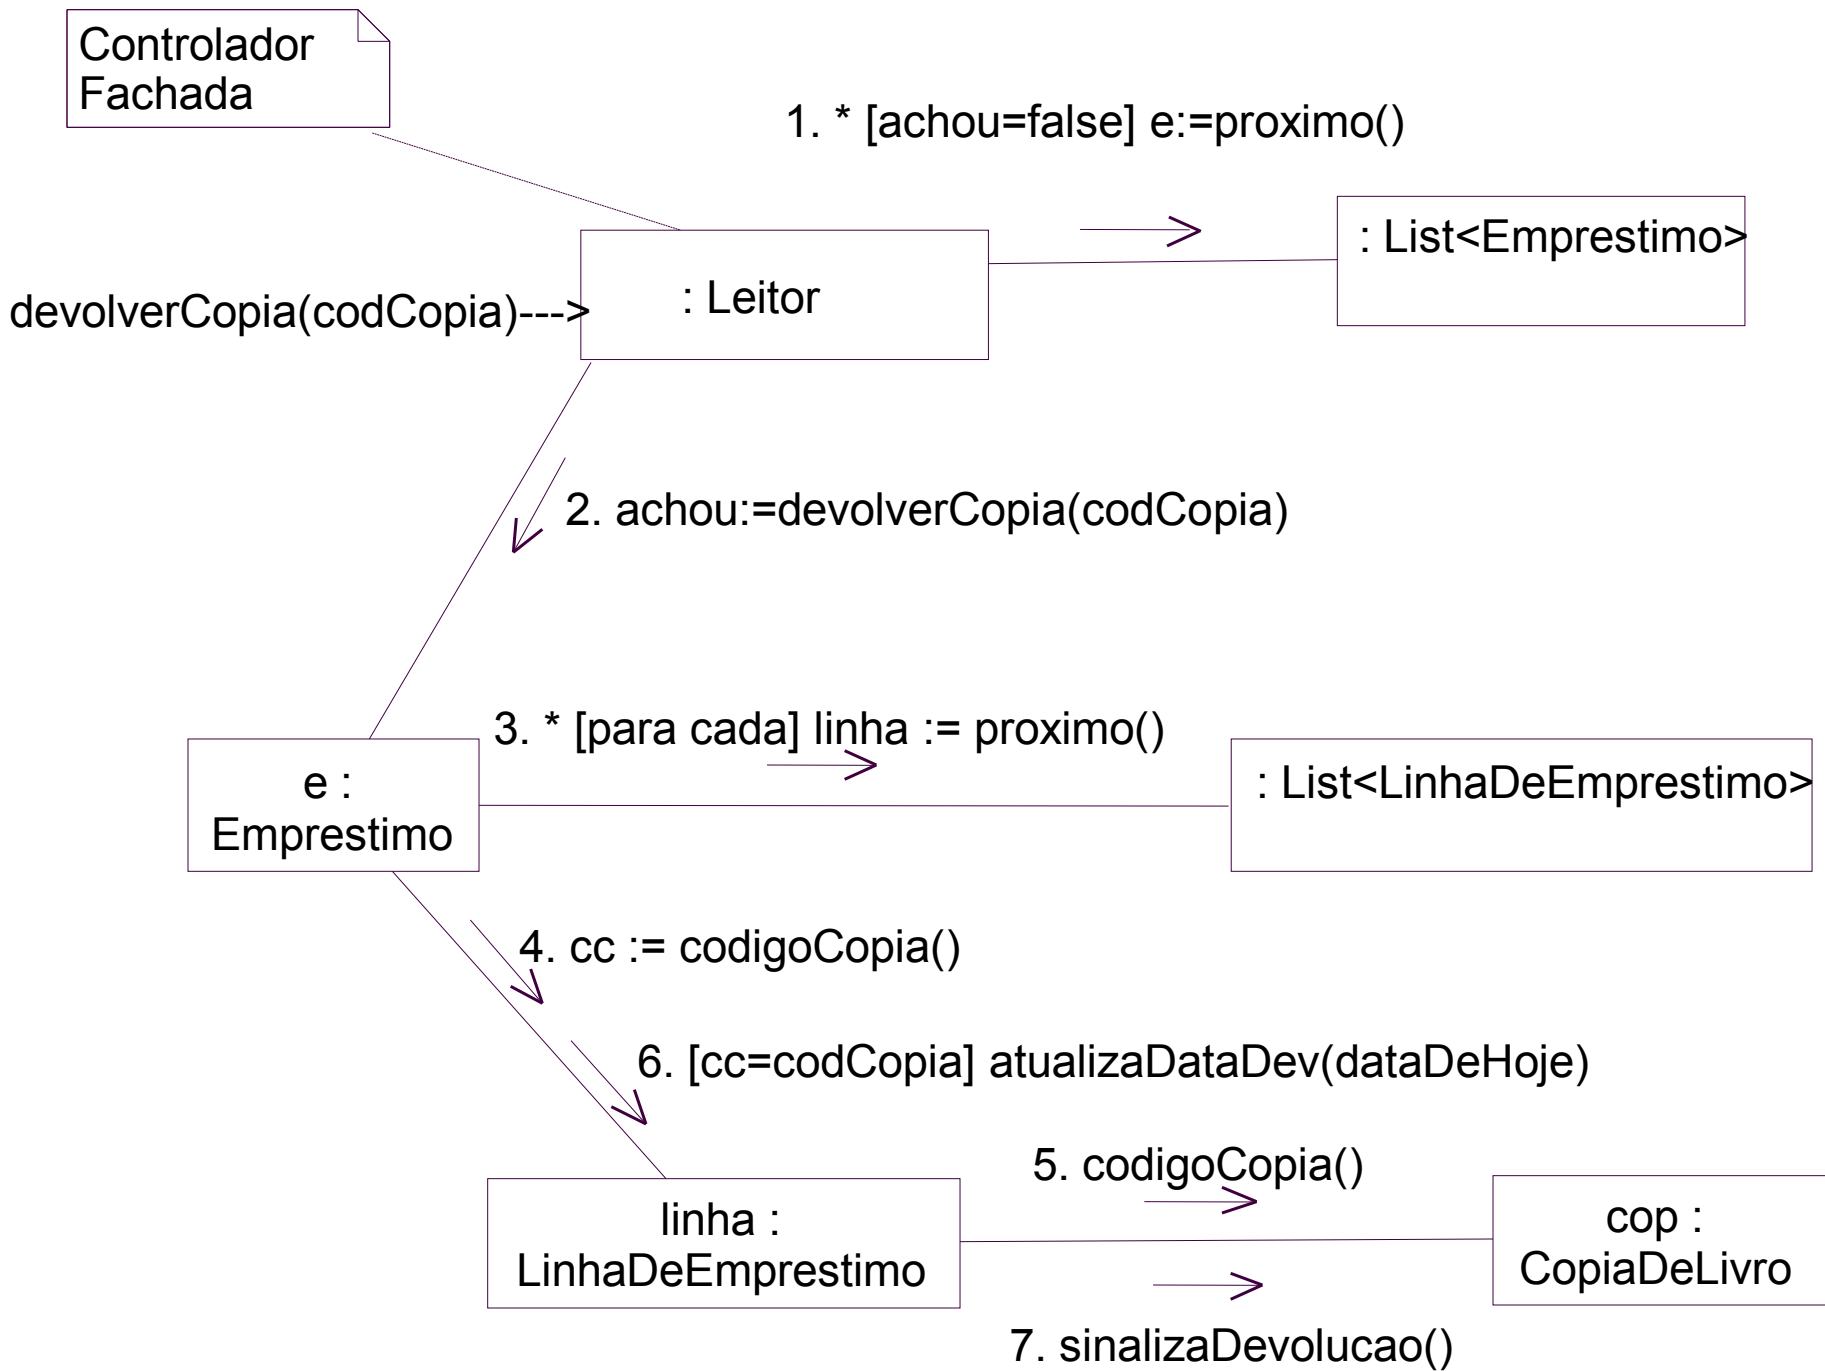 Controlador
Fachada
1. * [achou=false] e:=proximo()
: List<Emprestimo>
: Leitor
devolverCopia(codCopia)--->
2. achou:=devolverCopia(codCopia)
3. * [para cada] linha := proximo()
e :
Emprestimo
: List<LinhaDeEmprestimo>
4. cc := codigoCopia()
6. [cc=codCopia] atualizaDataDev(dataDeHoje)
5. codigoCopia()
linha :
LinhaDeEmprestimo
cop :
CopiaDeLivro
7. sinalizaDevolucao()